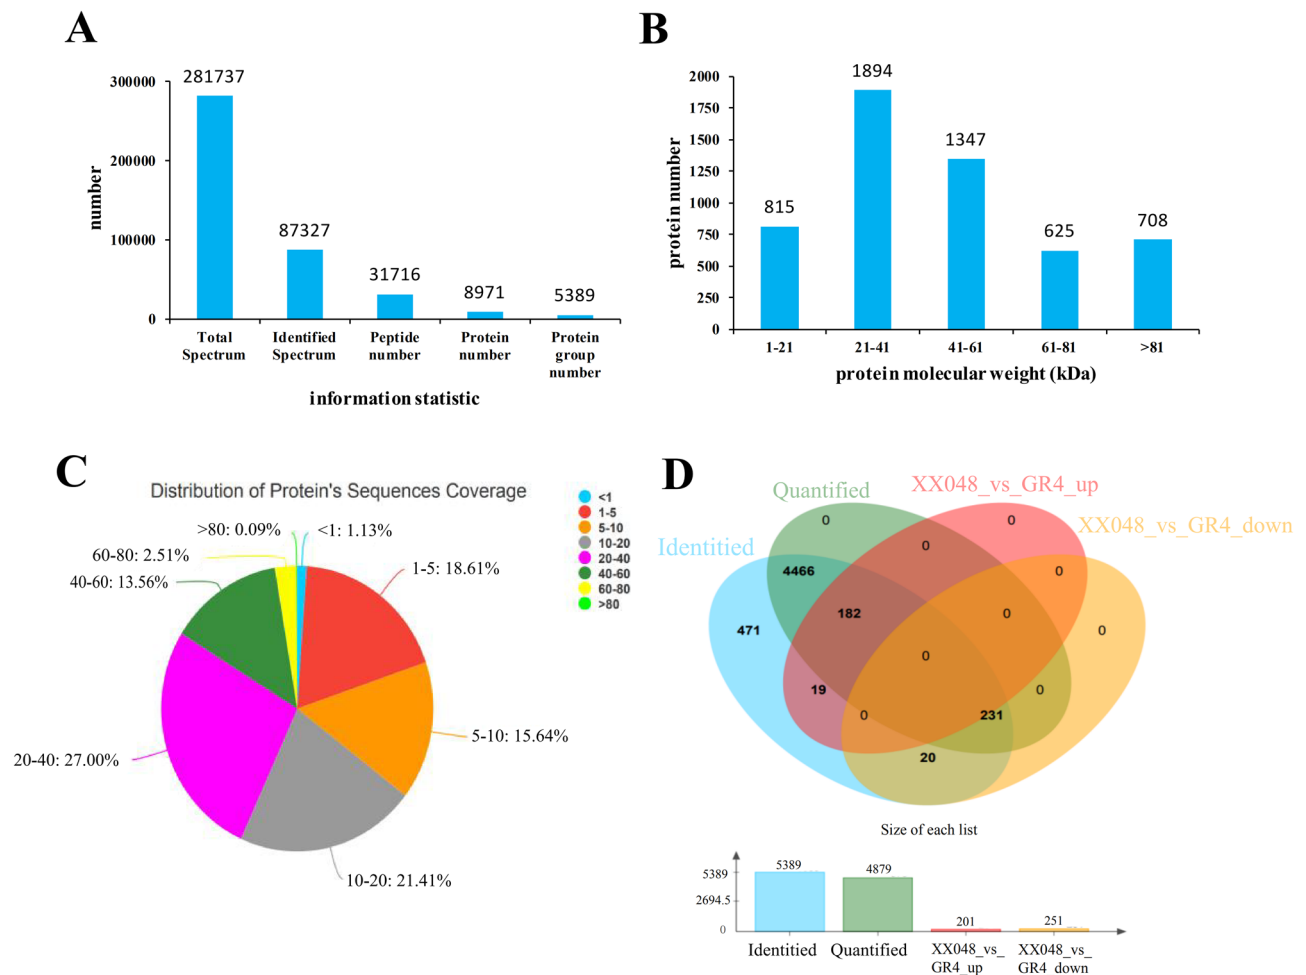 A
number
300000
200000
100000
0
281737
87327
31716
8971
5389
Total
Spectrum
Identified
Spectrum
Peptide
number
Protein
number
Protein
group
number
information statistic
B
protein number
2000
1750
1500
1250
1000
750
500
250
0
815
1894
1347
625
708
1-21
21-41
41-61
61-81
>81
protein molecular weight (kDa)
C
Distribution of Protein's Sequences Coverage
>80: 0.09%
<1: 1.13%
60-80: 2.51%
1-5: 18.61%
40-60: 13.56%
5-10: 15.64%
20-40: 27.00%
10-20: 21.41%
<1
1-5
5-10
10-20
20-40
40-60
60-80
>80
D
Identitied
Quantified
XX048_vs_GR4_up
XX048_vs_GR4_down
0
0
0
4466
0
182
0
471
0
0
19
0
0
231
20
Size of each list
5389
2694.5
0
5389
4879
201
251
Identitied
Quantified
XX048_vs_
GR4_up
XX048_vs_
GR4_down